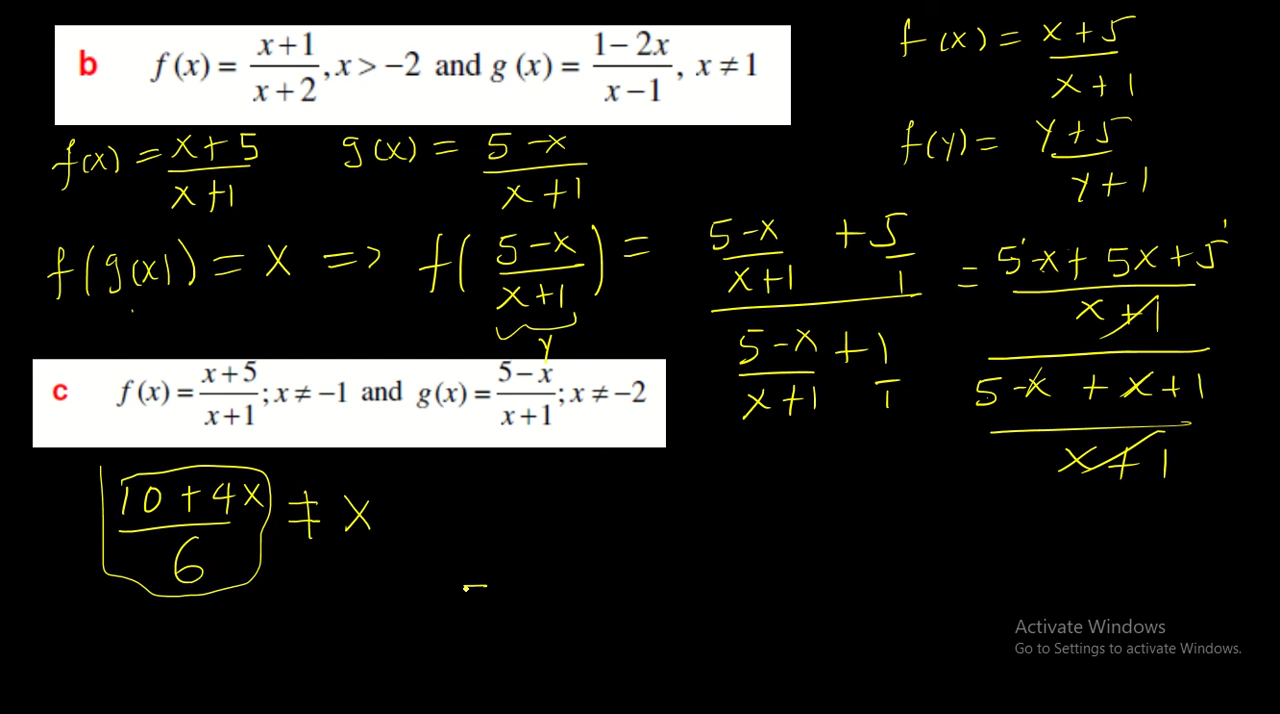 b f(x) = (x+1)/(x+2), x > −2 and g (x) = (1−2x)/(x−1), x ≠ 1
f(x) = (x+5)/(x+1)
f(y) = (y+5)/(y+1)
f(x) = (x+5)/(x+1) g(x) = (5−x)/(x+1)
f(g(x)) = x => f((5−x)/(x+1)) = ((5−x)/(x+1) + 5/1)/((5−x)/(x+1) + 1/1) = ((5−x+5x+5)/(x+1))/((5−x+x+1)/(x+1))
y
c f(x) = (x+5)/(x+1); x ≠ −1 and g(x) = (5−x)/(x+1); x ≠ −2
(10+4x)/6 ≠ x
Activate Windows
Go to Settings to activate Windows.